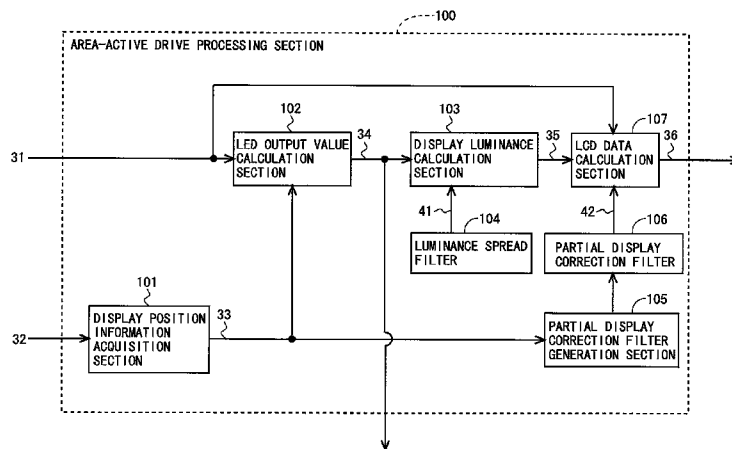 100
AREA-ACTIVE DRIVE PROCESSING SECTION
102
LED OUTPUT VALUE
CALCULATION
SECTION
34
103
DISPLAY LUMINANCE
CALCULATION
SECTION
35
107
LCD DATA
CALCULATION
SECTION
36
31
41
104
LUMINANCE SPREAD
FILTER
42
106
PARTIAL DISPLAY
CORRECTION FILTER
101
DISPLAY POSITION
INFORMATION
ACQUISITION
SECTION
33
32
105
PARTIAL DISPLAY
CORRECTION FILTER
GENERATION SECTION